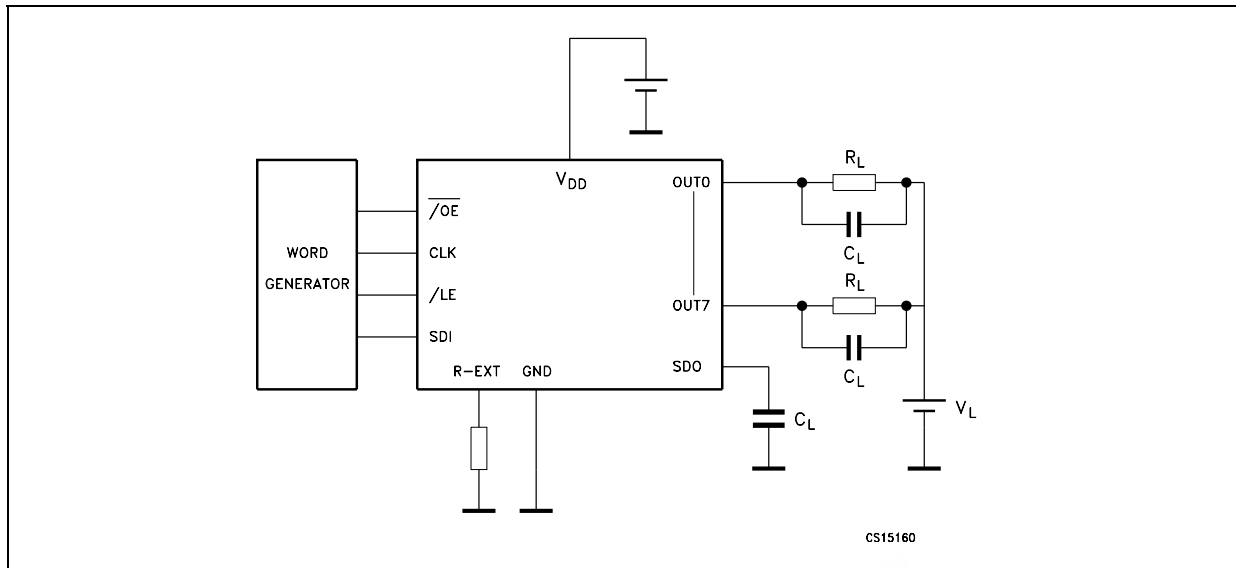 V_DD
OUT0
/OE
CLK
/LE
SDI
WORD
GENERATOR
OUT7
SDO
R-EXT
GND
R_L
C_L
R_L
C_L
C_L
V_L
CS15160